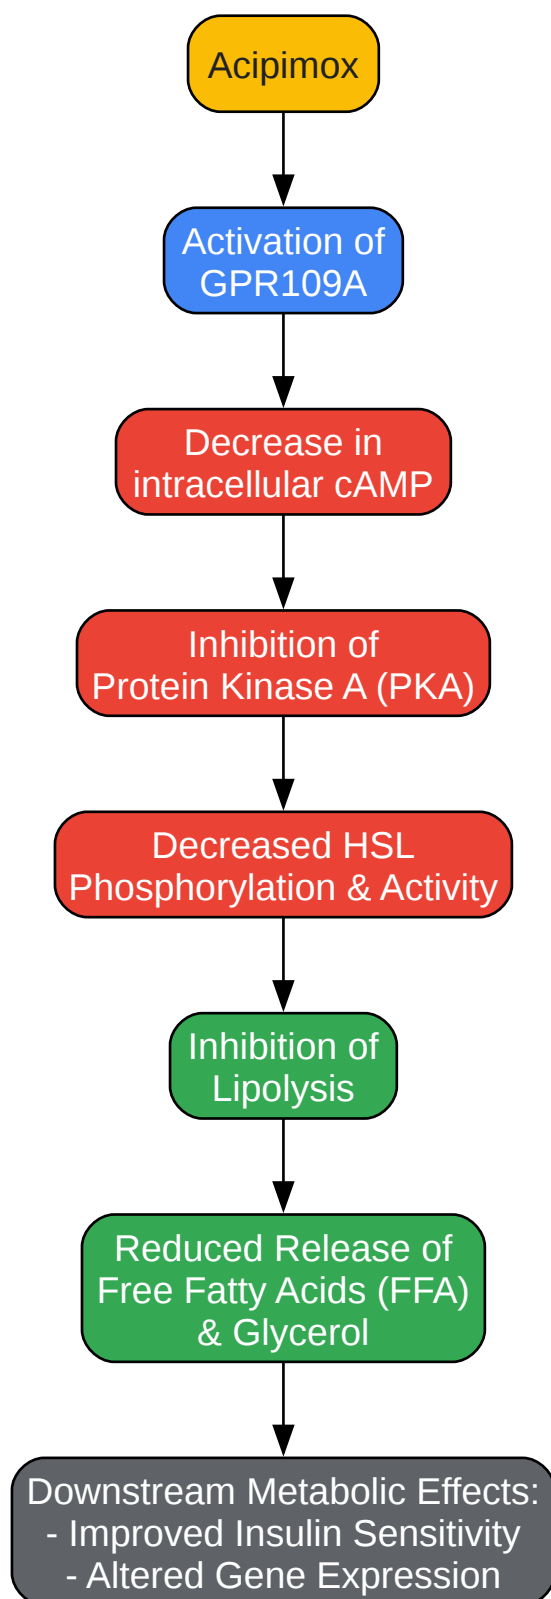 Acipimox
Activation of
GPR109A
Decrease in
intracellular cAMP
Inhibition of
Protein Kinase A (PKA)
Decreased HSL
Phosphorylation & Activity
Inhibition of
Lipolysis
Reduced Release of
Free Fatty Acids (FFA)
& Glycerol
Downstream Metabolic Effects:
- Improved Insulin Sensitivity
- Altered Gene Expression